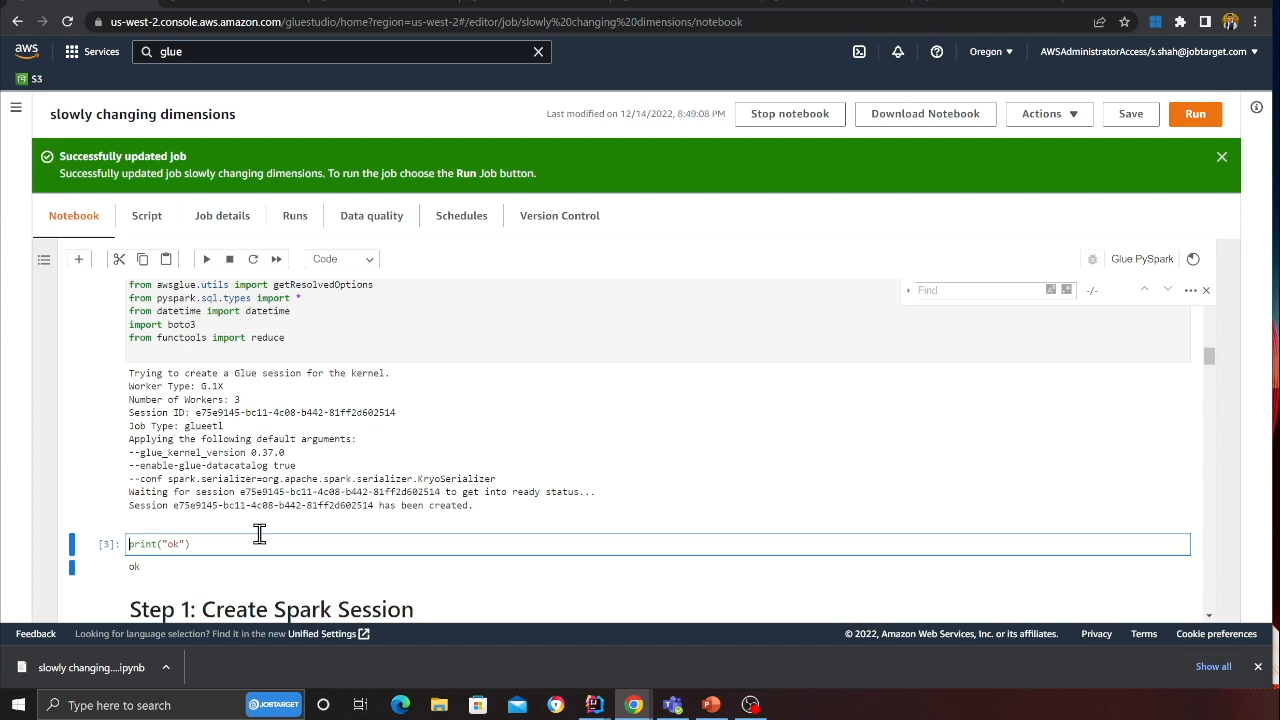 us-west-2.console.aws.amazon.com/gluestudio/home?region=us-west-2#/editor/job/slowly%20changing%20dimensions/notebook
aws
Services
glue
Oregon
AWSAdministratorAccess/s.shah@jobtarget.com
S3
slowly changing dimensions
Last modified on 12/14/2022, 8:49:08 PM
Stop notebook
Download Notebook
Actions
Save
Run
Successfully updated job
Successfully updated job slowly changing dimensions. To run the job choose the Run Job button.
Notebook
Script
Job details
Runs
Data quality
Schedules
Version Control
Code
Glue PySpark
Find
-/-
from awsglue.utils import getResolvedOptions
from pyspark.sql.types import *
from datetime import datetime
import boto3
from functools import reduce
Trying to create a Glue session for the kernel.
Worker Type: G.1X
Number of Workers: 3
Session ID: e75e9145-bc11-4c08-b442-81ff2d602514
Job Type: glueetl
Applying the following default arguments:
--glue_kernel_version 0.37.0
--enable-glue-datacatalog true
--conf spark.serializer=org.apache.spark.serializer.KryoSerializer
Waiting for session e75e9145-bc11-4c08-b442-81ff2d602514 to get into ready status...
Session e75e9145-bc11-4c08-b442-81ff2d602514 has been created.
[3]: print("ok")
ok
Step 1: Create Spark Session
Feedback
Looking for language selection? Find it in the new Unified Settings
© 2022, Amazon Web Services, Inc. or its affiliates.
Privacy
Terms
Cookie preferences
slowly changing....ipynb
Show all
Type here to search
JOBTARGET